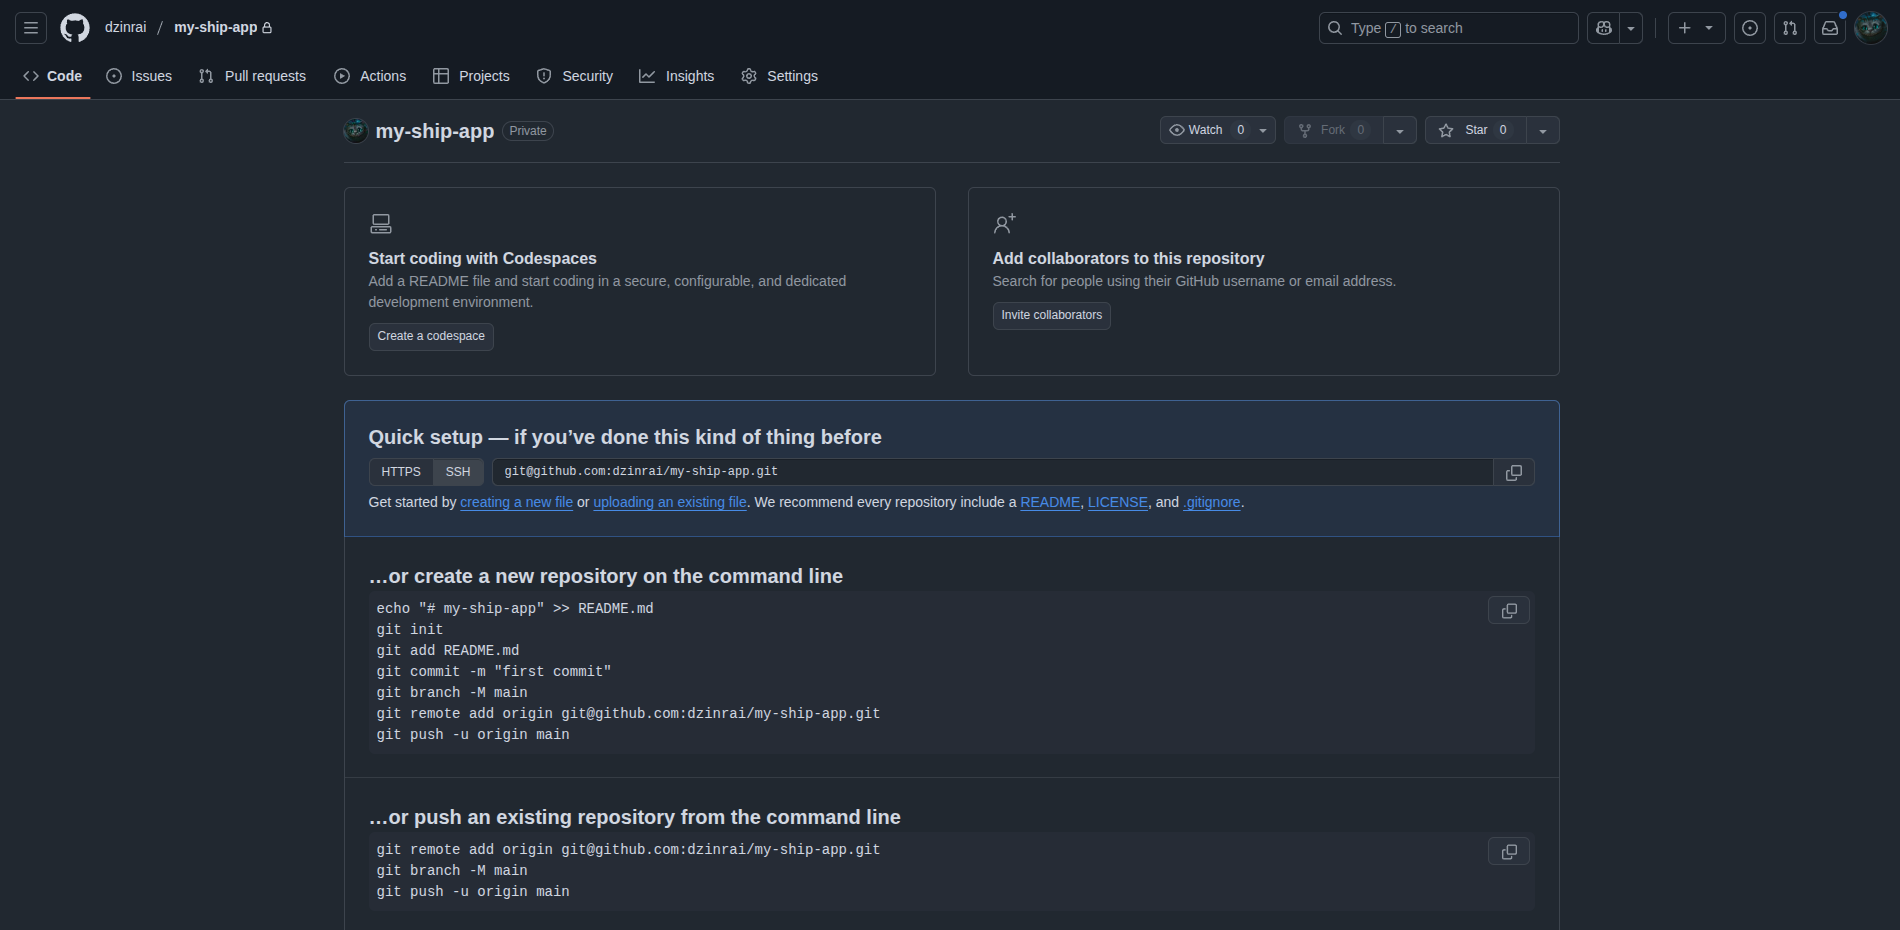 dzinrai / my-ship-app
Type / to search
Code Issues Pull requests Actions Projects Security Insights Settings
my-ship-app Private
Watch 0 Fork 0 Star 0
Start coding with Codespaces
Add a README file and start coding in a secure, configurable, and dedicated
development environment.
Create a codespace
Add collaborators to this repository
Search for people using their GitHub username or email address.
Invite collaborators
Quick setup — if you’ve done this kind of thing before
HTTPS SSH git@github.com:dzinrai/my-ship-app.git
Get started by creating a new file or uploading an existing file. We recommend every repository include a README, LICENSE, and .gitignore.
…or create a new repository on the command line
echo "# my-ship-app" >> README.md
git init
git add README.md
git commit -m "first commit"
git branch -M main
git remote add origin git@github.com:dzinrai/my-ship-app.git
git push -u origin main
…or push an existing repository from the command line
git remote add origin git@github.com:dzinrai/my-ship-app.git
git branch -M main
git push -u origin main